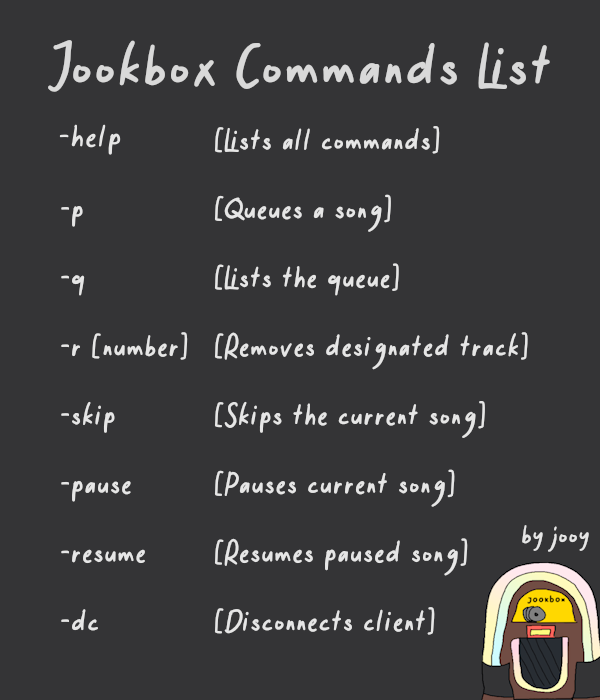 Jookbox Commands List
-help [Lists all commands]
-p [Queues a song]
-q [Lists the queue]
-r [number] [Removes designated track]
-skip [Skips the current song]
-pause [Pauses current song]
-resume [Resumes paused song]
-dc [Disconnects client]
by jooy
JOOKBOX